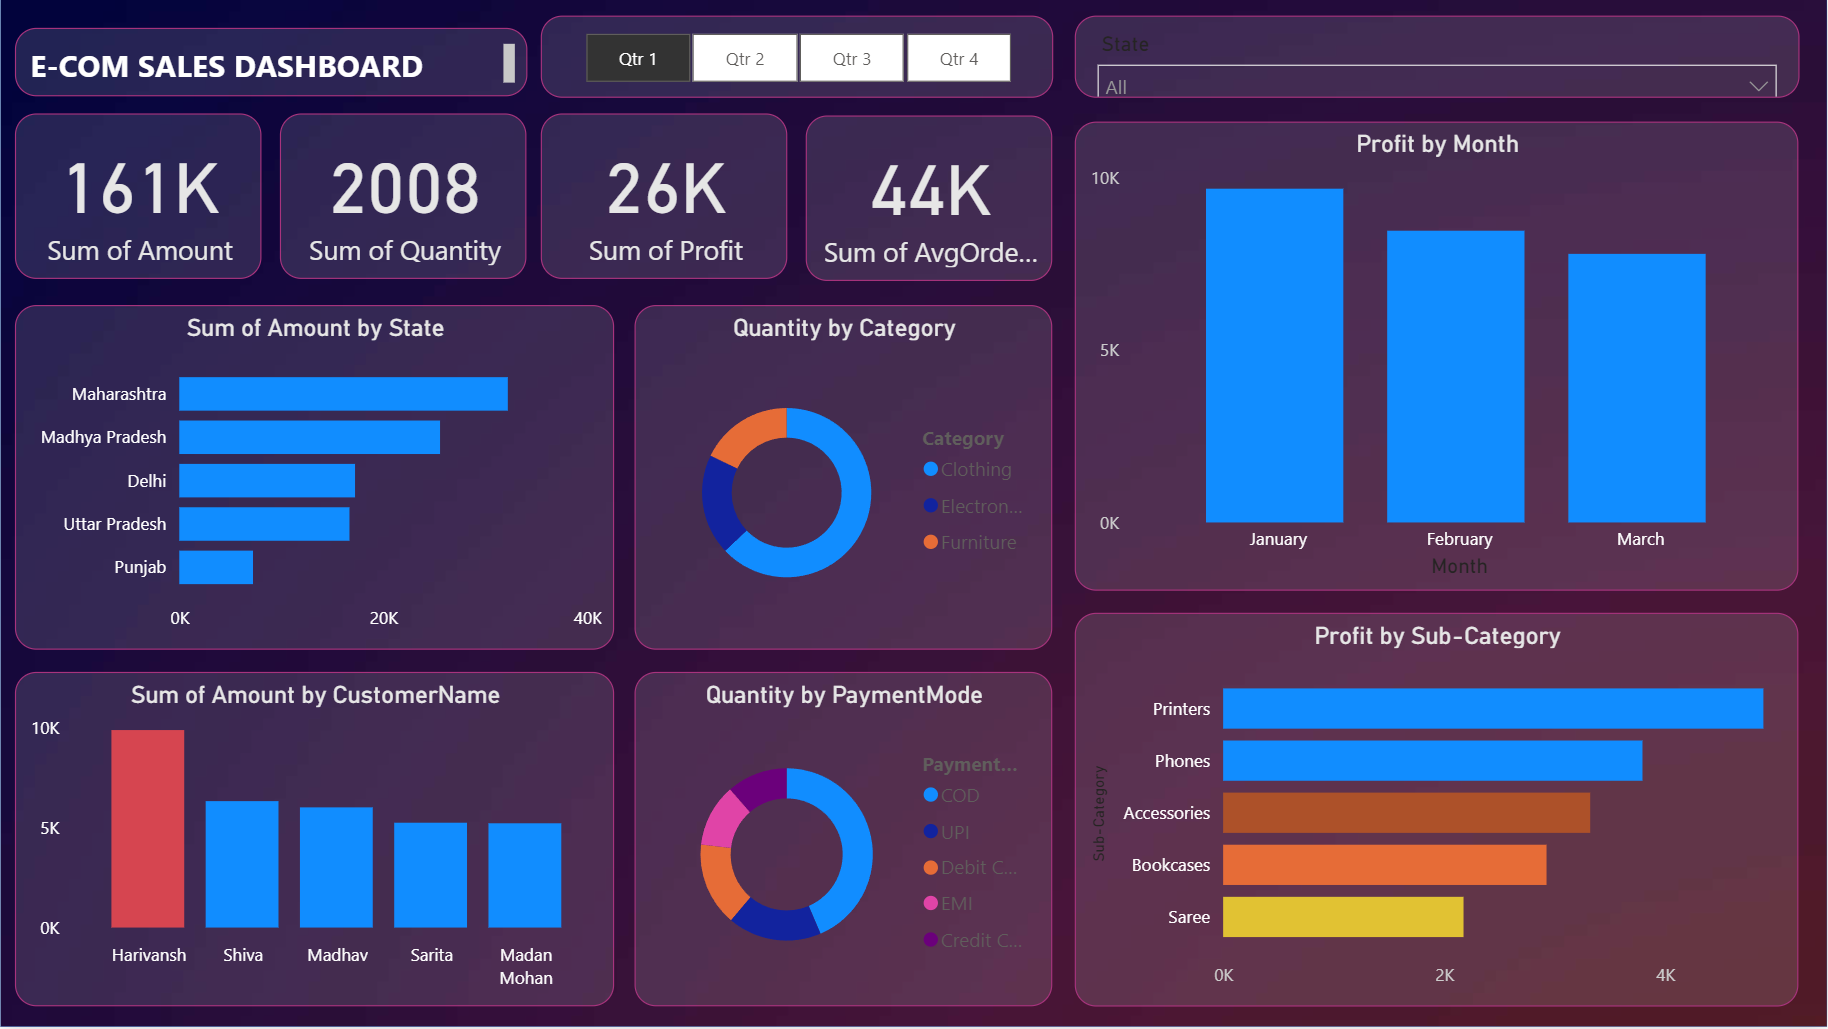 E-COM SALES DASHBOARD
Qtr 1
Qtr 2
Qtr 3
Qtr 4
State
All
161K
Sum of Amount
2008
Sum of Quantity
26K
Sum of Profit
44K
Sum of AvgOrde...
Profit by Month
10K
5K
0K
January
February
March
Month
Sum of Amount by State
Maharashtra
Madhya Pradesh
Delhi
Uttar Pradesh
Punjab
0K
20K
40K
Quantity by Category
Category
Clothing
Electron...
Furniture
Profit by Sub-Category
Sub-Category
Printers
Phones
Accessories
Bookcases
Saree
0K
2K
4K
Sum of Amount by CustomerName
10K
5K
0K
Harivansh
Shiva
Madhav
Sarita
Madan
Mohan
Quantity by PaymentMode
Payment...
COD
UPI
Debit C...
EMI
Credit C...